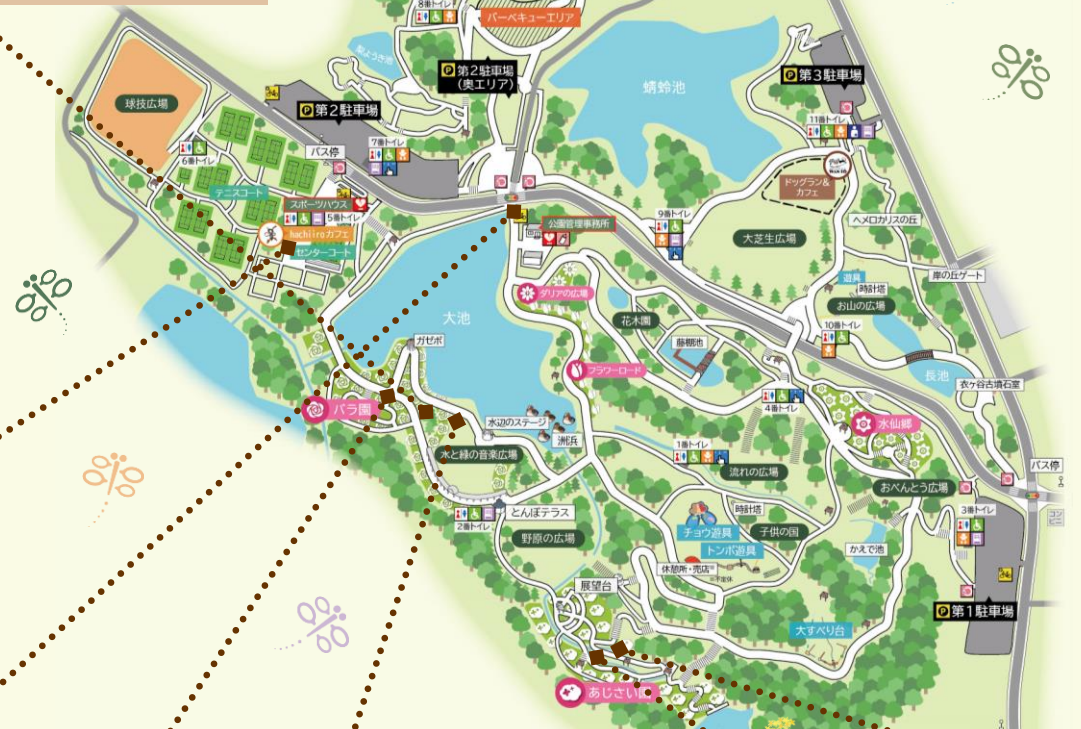 8番トイレ
バーベキューエリア
梨ようき池
P 第2駐車場
(奥エリア)
蜻蛉池
P 第3駐車場
球技広場
P 第2駐車場
11番トイレ
7番トイレ
バス停
6番トイレ
ドッグラン&
カフェ
テニスコート
スポーツハウス
5番トイレ
9番トイレ
公園管理事務所
ヘメロカリスの丘
hachiiroカフェ
センターコート
大芝生広場
遊具
岸の丘ゲート
時計塔
お山の広場
ダリアの広場
花木園
大池
10番トイレ
ガゼボ
藤棚池
フラワーロード
長池
衣ヶ谷古墳石室
4番トイレ
バラ園
水辺のステージ
水仙郷
洲浜
1番トイレ
水と緑の音楽広場
流れの広場
バス停
おべんとう広場
2番トイレ
とんぼテラス
時計塔
3番トイレ
コンビニ
チョウ遊具
子供の国
野原の広場
トンボ遊具
かえで池
休憩所・売店
※不定休
展望台
P 第1駐車場
大すべり台
あじさい園